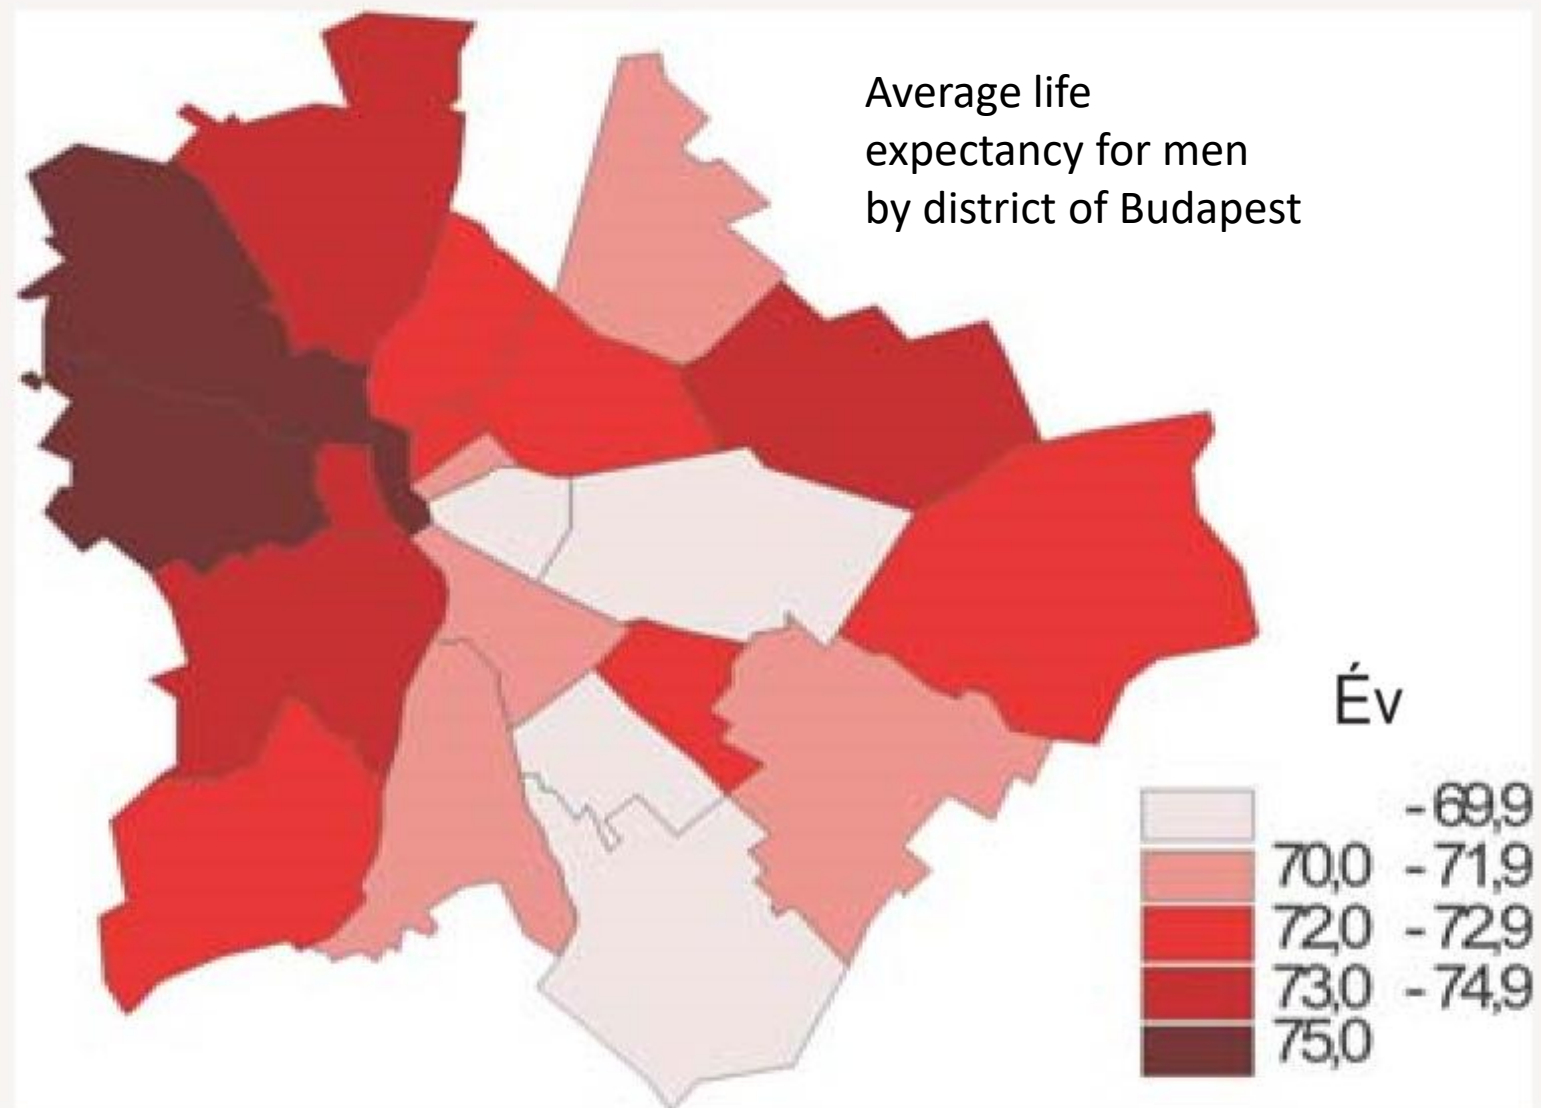 Average life
expectancy for men
by district of Budapest
Év
- 69,9
70,0 - 71,9
72,0 - 72,9
73,0 - 74,9
75,0